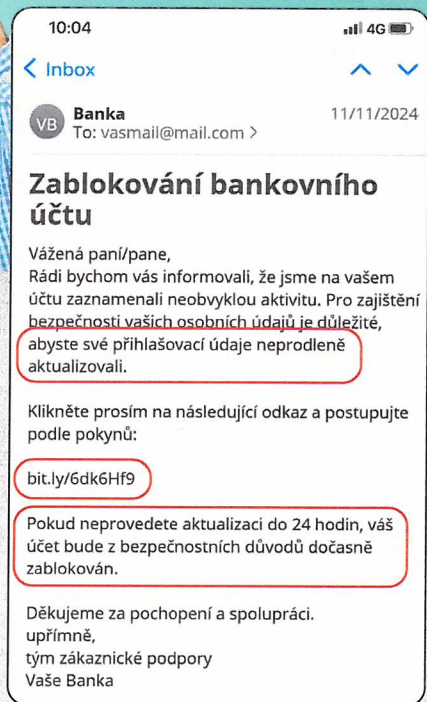 10:04
4G
Inbox
VB
Banka
11/11/2024
To: vasmail@mail.com >
Zablokování bankovního
účtu
Vážená paní/pane,
Rádi bychom vás informovali, že jsme na vašem
účtu zaznamenali neobvyklou aktivitu. Pro zajištění
bezpečnosti vašich osobních údajů je důležité,
abyste své přihlašovací údaje neprodleně
aktualizovali.
Klikněte prosím na následující odkaz a postupujte
podle pokynů:
bit.ly/6dk6Hf9
Pokud neprovedete aktualizaci do 24 hodin, váš
účet bude z bezpečnostních důvodů dočasně
zablokován.
Děkujeme za pochopení a spolupráci.
upřímně,
tým zákaznické podpory
Vaše Banka